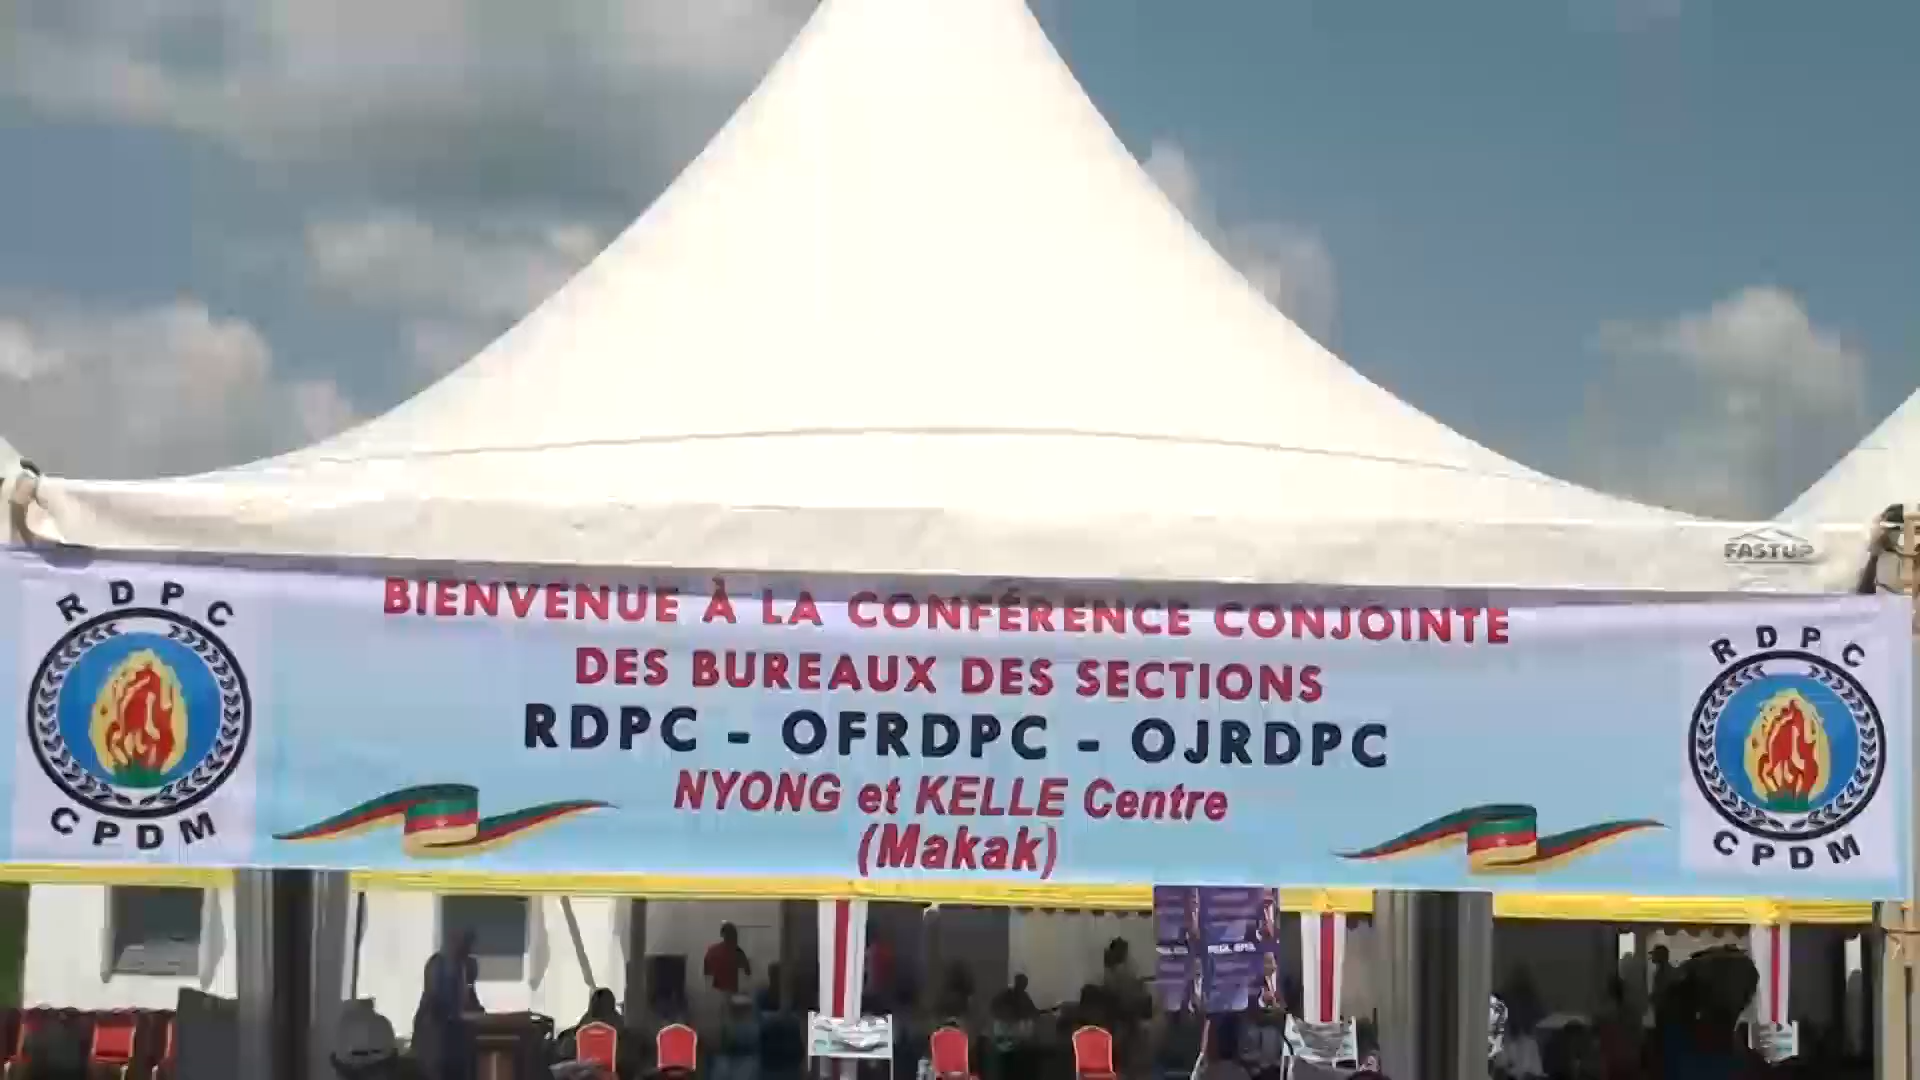 FASTUP
BIENVENUE À LA CONFÉRENCE CONJOINTE
DES BUREAUX DES SECTIONS
RDPC - OFRDPC - OJRDPC
NYONG et KELLE Centre
(Makak)
RDPC
CPDM
RDPC
CPDM